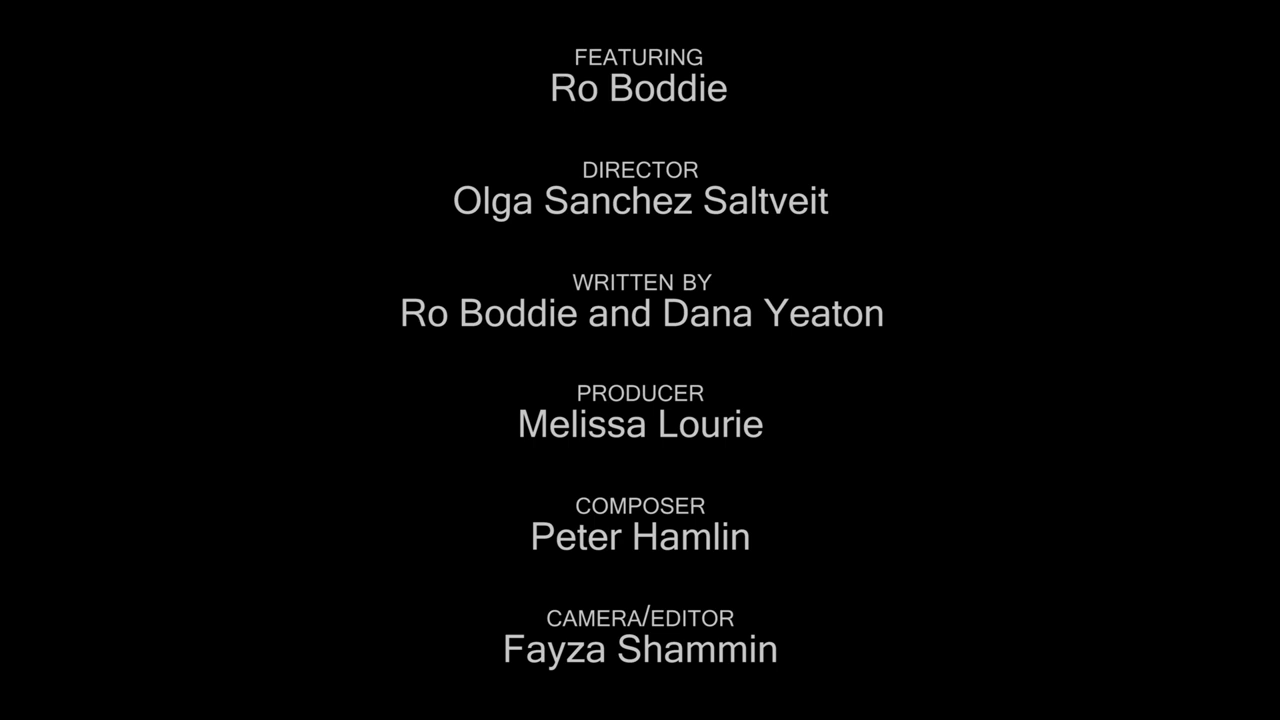 FEATURING
Ro Boddie
DIRECTOR
Olga Sanchez Saltveit
WRITTEN BY
Ro Boddie and Dana Yeaton
PRODUCER
Melissa Lourie
COMPOSER
Peter Hamlin
CAMERA/EDITOR
Fayza Shammin